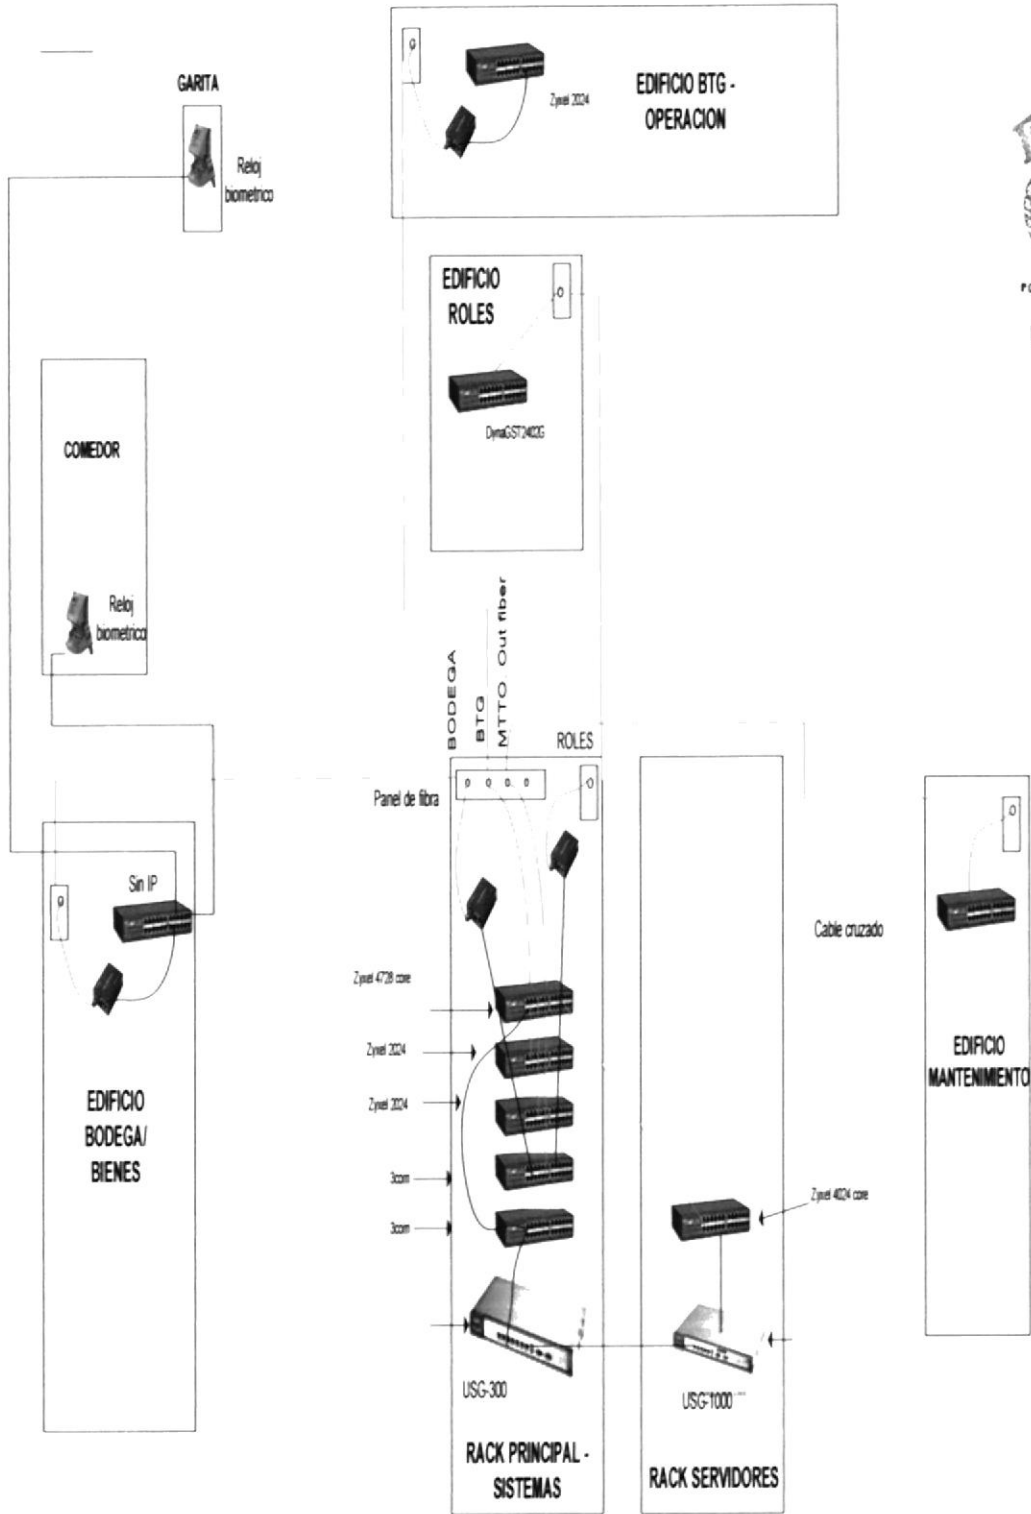 GARITA
Reloj
biometrico
Zyxel 2024
EDIFICIO BTG -
OPERACION
EDIFICIO
ROLES
DynaGST2402G
COMEDOR
Reloj
biometrico
BODEGA
BTG
MTTO. Out fiber
ROLES
Panel de fibra
Sin IP
Cable cruzado
Zyxel 4728 core
Zyxel 2024
Zyxel 2024
3com
3com
EDIFICIO
BODEGA/
BIENES
EDIFICIO
MANTENIMIENTO
Zyxel 4024 core
USG-300
USG-1000
RACK PRINCIPAL -
SISTEMAS
RACK SERVIDORES